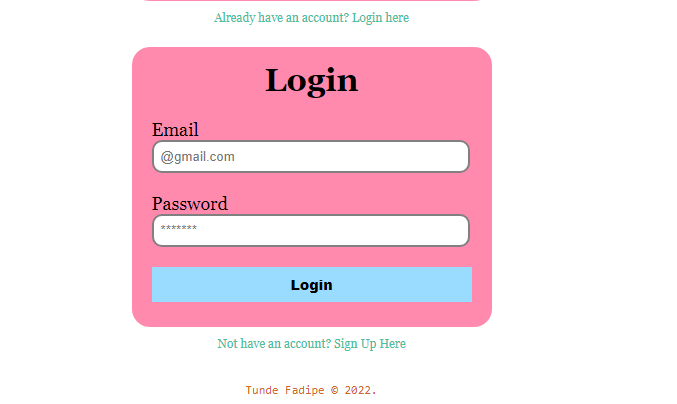 Already have an account? Login here
Login
Email
@gmail.com
Password
*******
Login
Not have an account? Sign Up Here
Tunde Fadipe © 2022.